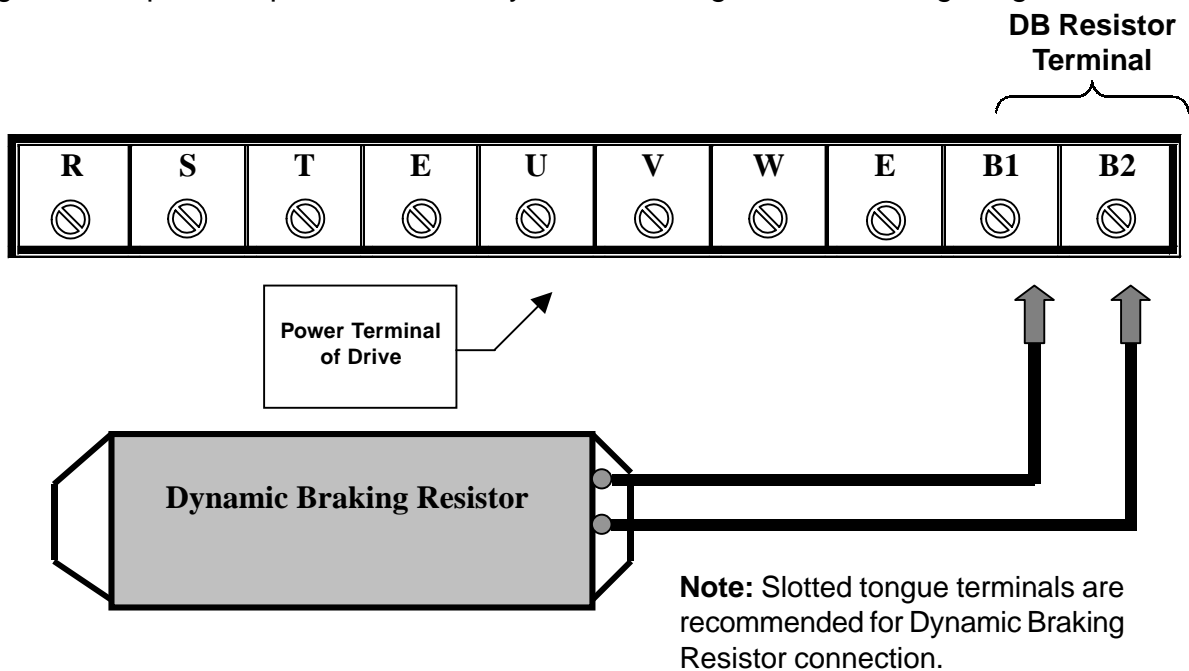 DB Resistor
Terminal
R S T E U V W E B1 B2
Power Terminal
of Drive
Dynamic Braking Resistor
Note: Slotted tongue terminals are
recommended for Dynamic Braking
Resistor connection.